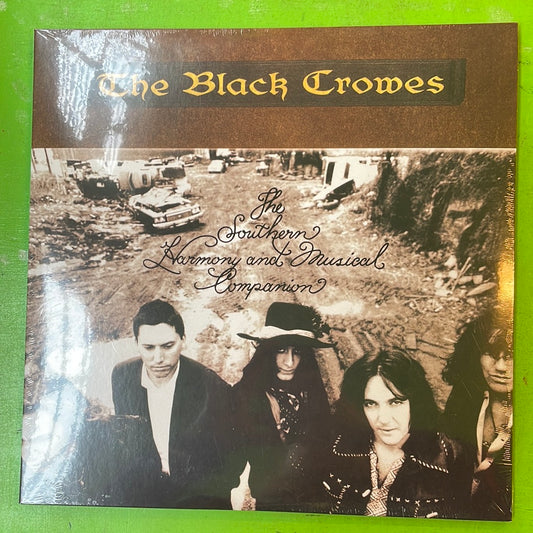 The Black Crowes
The
Southern
Harmony and Musical
Companion